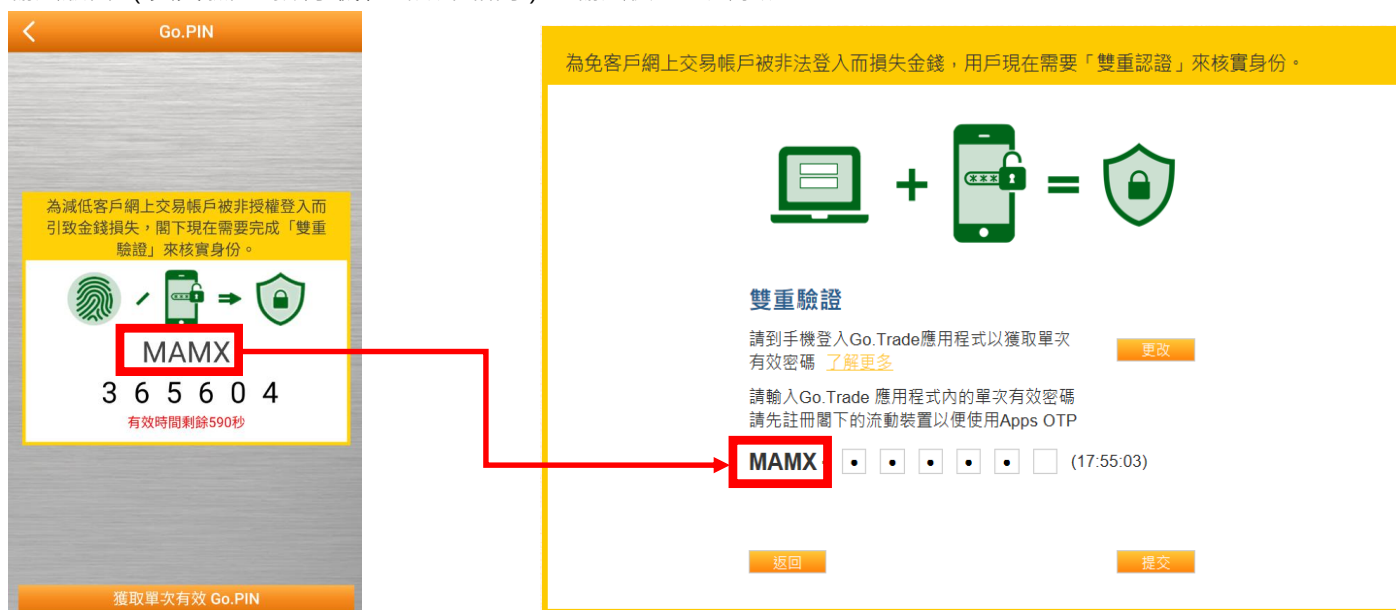 Go.PIN
為減低客戶網上交易帳戶被非授權登入而
引致金錢損失，閣下現在需要完成「雙重
驗證」來核實身份。
MAMX
3 6 5 6 0 4
有效時間剩餘590秒
獲取單次有效 Go.PIN
為免客戶網上交易帳戶被非法登入而損失金錢，用戶現在需要「雙重認證」來核實身份。
雙重驗證
請到手機登入Go.Trade應用程式以獲取單次
有效密碼 了解更多
更改
請輸入Go.Trade 應用程式內的單次有效密碼
請先註冊閣下的流動裝置以便使用Apps OTP
MAMX - • • • • • (17:55:03)
返回
提交